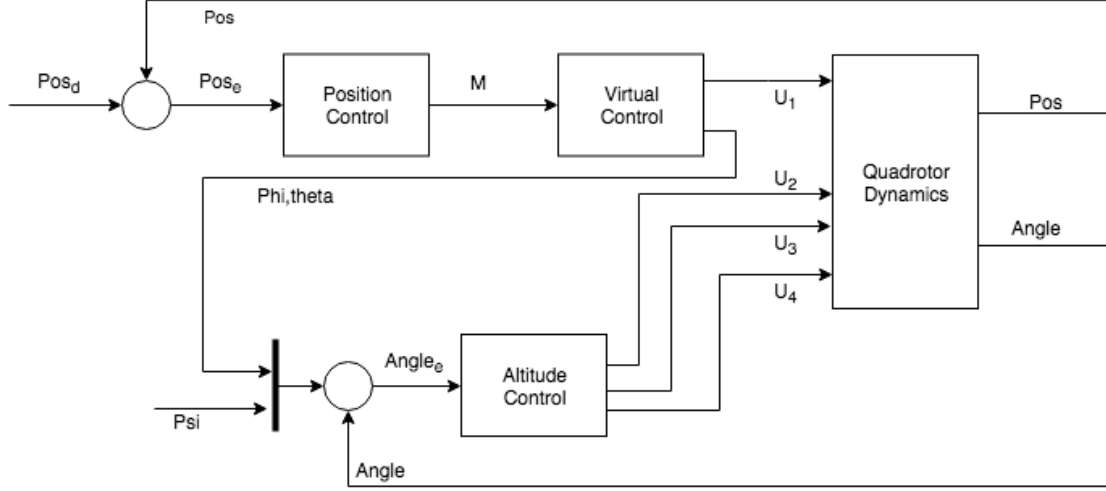 Pos
Pos_d
Pos_e
Position
Control
M
Virtual
Control
U_1
Quadrotor
Dynamics
Pos
Phi,theta
U_2
U_3
U_4
Angle
Psi
Angle_e
Altitude
Control
Angle